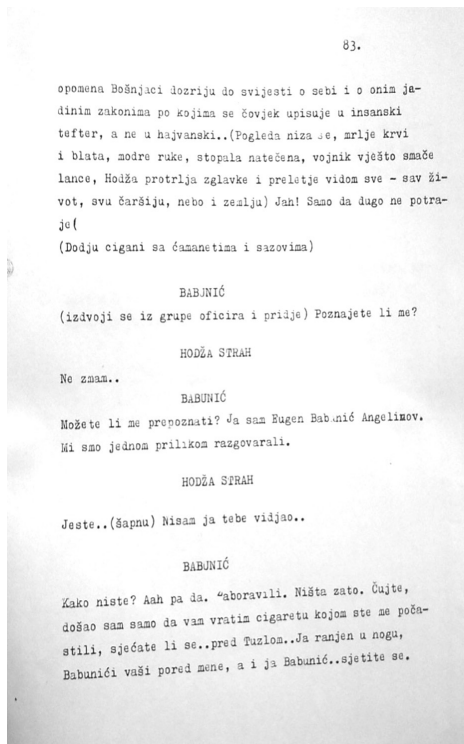 83.
opomena Bošnjaci dozriju do svijesti o sebi i o onim je-
dinim zakonima po kojima se čovjek upisuje u insanski
tefter, a ne u hajvanski..(Pogleda niza se, mrlje krvi
i blata, modre ruke, stopala natečena, vojnik vješto smače
lance, Hodža protrlja zglavke i preletje vidom sve - sav ži-
vot, svu čaršiju, nebo i zemlju) Jah! Samo da dugo ne potra-
je(
(Dodju cigani sa ćamanetima i sazovima)
BABUNIĆ
(izdvoji se iz grupe oficira i pridje) Poznajete li me?
HODŽA STRAH
Ne znam..
BABUNIĆ
Možete li me prepoznati? Ja sam Eugen Babunić Angelinov.
Mi smo jednom prilikom razgovarali.
HODŽA STRAH
Jeste..(šapnu) Nisam ja tebe vidjao..
BABUNIĆ
Kako niste? Aah pa da. "aboravili. Ništa zato. Čujte,
došao sam samo da vam vratim cigaretu kojom ste me poča-
stili, sjećate li se..pred Tuzlom..Ja ranjen u nogu,
Babunići vaši pored mene, a i ja Babunić..sjetite se.